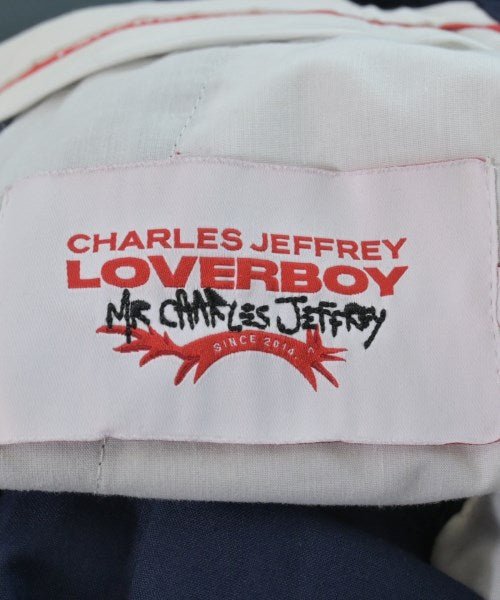 CHARLES JEFFREY
LOVERBOY
MR CHARLES JEFFREY
SINCE 2014.